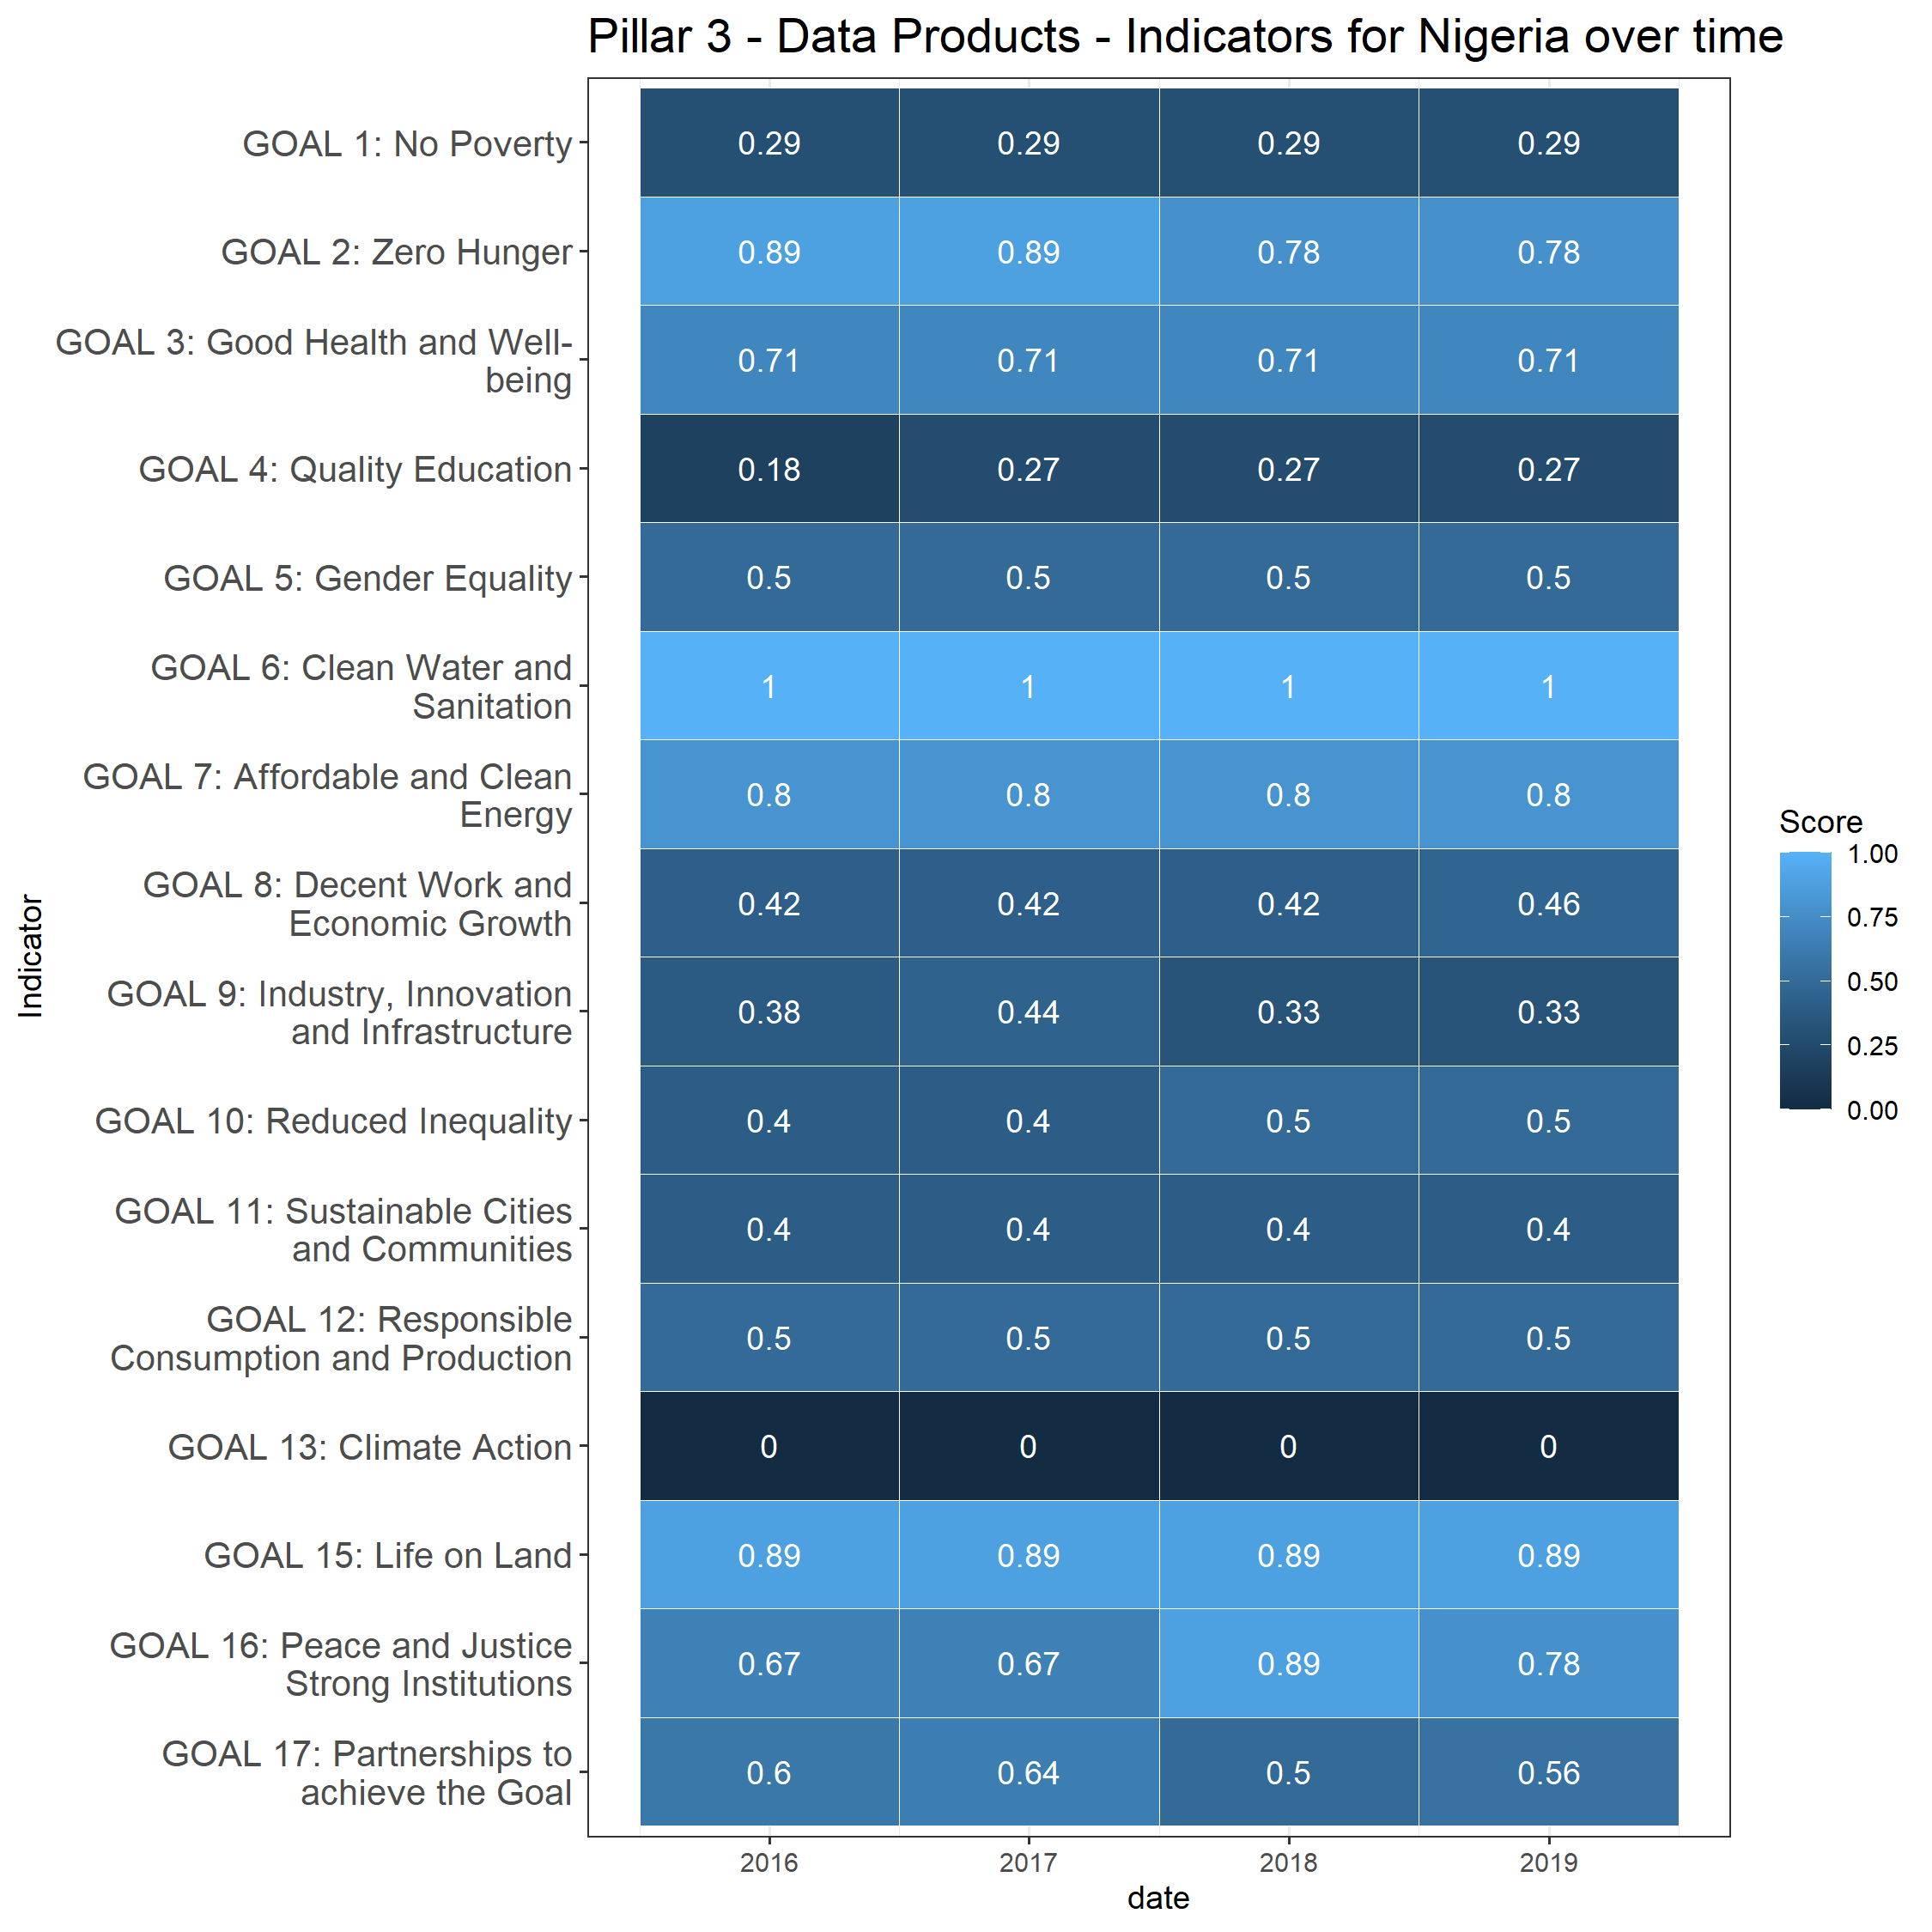 Pillar 3 - Data Products - Indicators for Nigeria over time
GOAL 1: No Poverty 0.29 0.29 0.29 0.29
GOAL 2: Zero Hunger 0.89 0.89 0.78 0.78
GOAL 3: Good Health and Well-
being
0.71 0.71 0.71 0.71
GOAL 4: Quality Education 0.18 0.27 0.27 0.27
GOAL 5: Gender Equality 0.5 0.5 0.5 0.5
GOAL 6: Clean Water and
Sanitation
1 1 1 1
GOAL 7: Affordable and Clean
Energy
0.8 0.8 0.8 0.8
GOAL 8: Decent Work and
Economic Growth
0.42 0.42 0.42 0.46
GOAL 9: Industry, Innovation
and Infrastructure
0.38 0.44 0.33 0.33
GOAL 10: Reduced Inequality 0.4 0.4 0.5 0.5
GOAL 11: Sustainable Cities
and Communities
0.4 0.4 0.4 0.4
GOAL 12: Responsible
Consumption and Production
0.5 0.5 0.5 0.5
GOAL 13: Climate Action 0 0 0 0
GOAL 15: Life on Land 0.89 0.89 0.89 0.89
GOAL 16: Peace and Justice
Strong Institutions
0.67 0.67 0.89 0.78
GOAL 17: Partnerships to
achieve the Goal
0.6 0.64 0.5 0.56
2016 2017 2018 2019
date
Indicator
Score
1.00
0.75
0.50
0.25
0.00